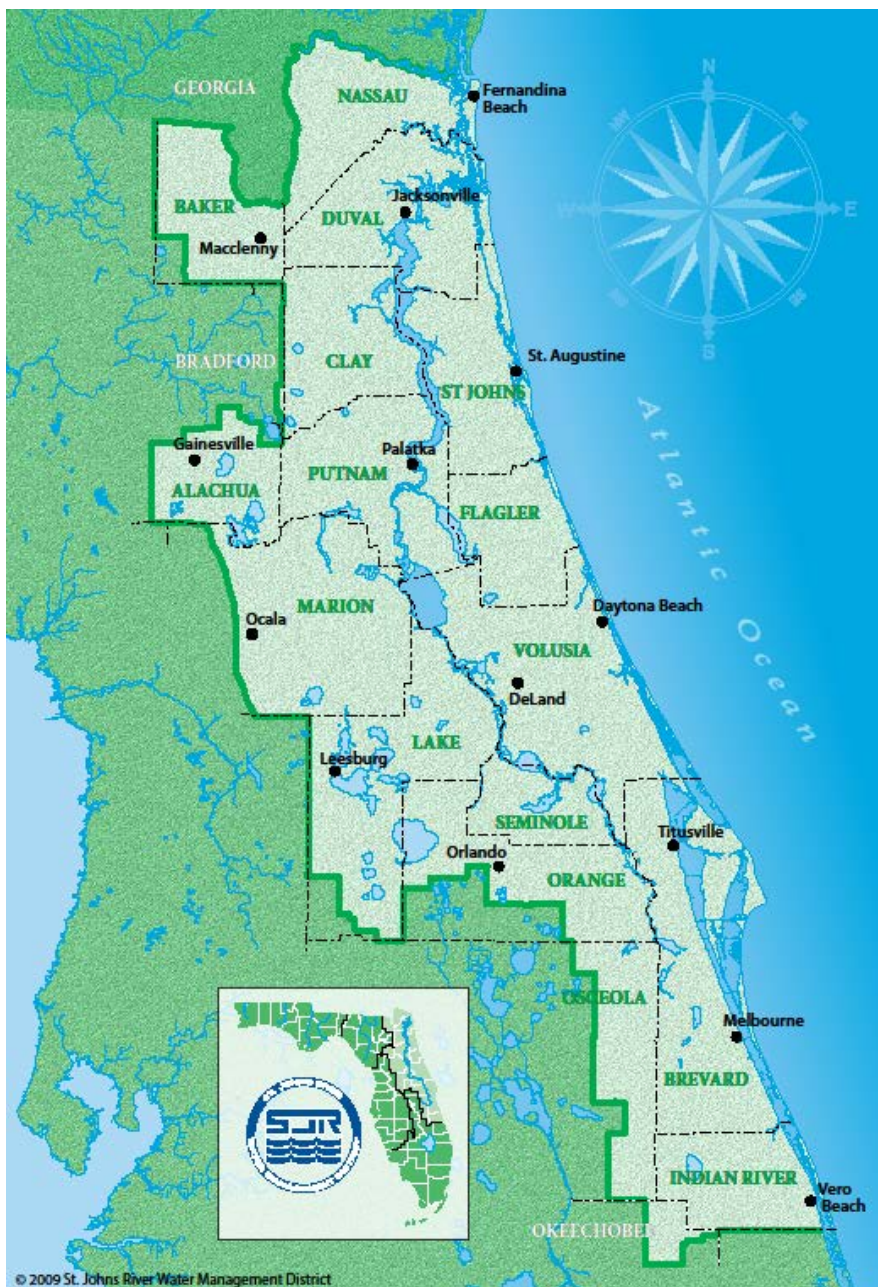 GEORGIA
NASSAU
Fernandina
Beach
N
NE
E
S
W
BAKER
Jacksonville
DUVAL
Macclenny
BRADFORD
CLAY
St. Augustine
ST JOHNS
Gainesville
Palatka
ALACHUA
PUTNAM
FLAGLER
Atlantic Ocean
MARION
Ocala
Daytona Beach
VOLUSIA
DeLand
LAKE
Leesburg
SEMINOLE
Titusville
Orlando
ORANGE
OSCEOLA
Melbourne
BREVARD
SJR
INDIAN RIVER
Vero
Beach
OKEECHOBEE
© 2009 St. Johns River Water Management District